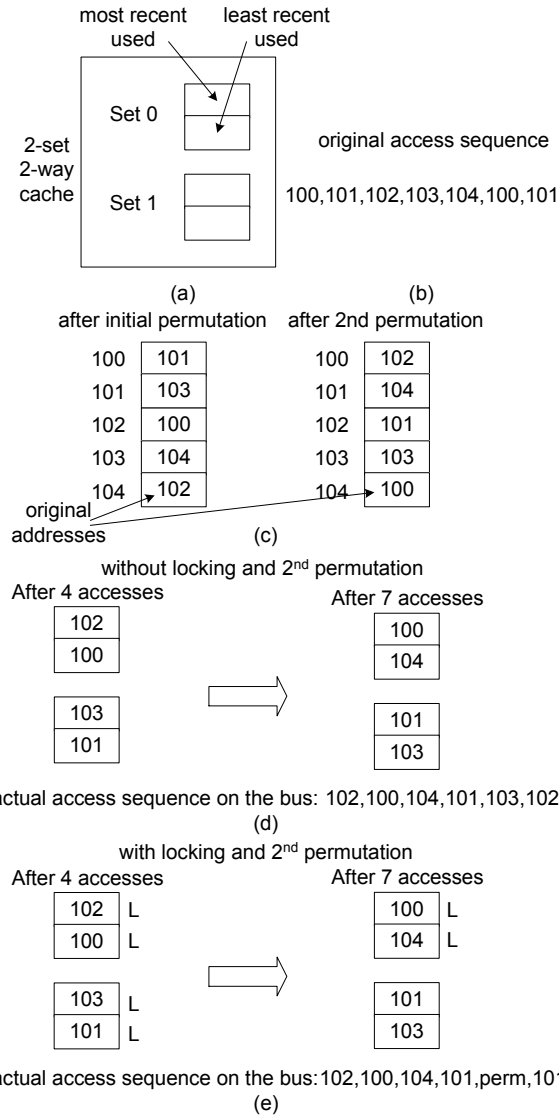 most recent used
least recent used
Set 0
2-set 2-way cache
Set 1
original access sequence
100,101,102,103,104,100,101
(a)
(b)
after initial permutation
after 2nd permutation
100 101
101 103
102 100
103 104
104 102
100 102
101 104
102 101
103 103
104 100
original addresses
(c)
without locking and 2nd permutation
After 4 accesses
After 7 accesses
102
100
103
101
100
104
101
103
actual access sequence on the bus: 102,100,104,101,103,102
(d)
with locking and 2nd permutation
After 4 accesses
After 7 accesses
102 L
100 L
103 L
101 L
100 L
104 L
101
103
actual access sequence on the bus:102,100,104,101,perm,101
(e)